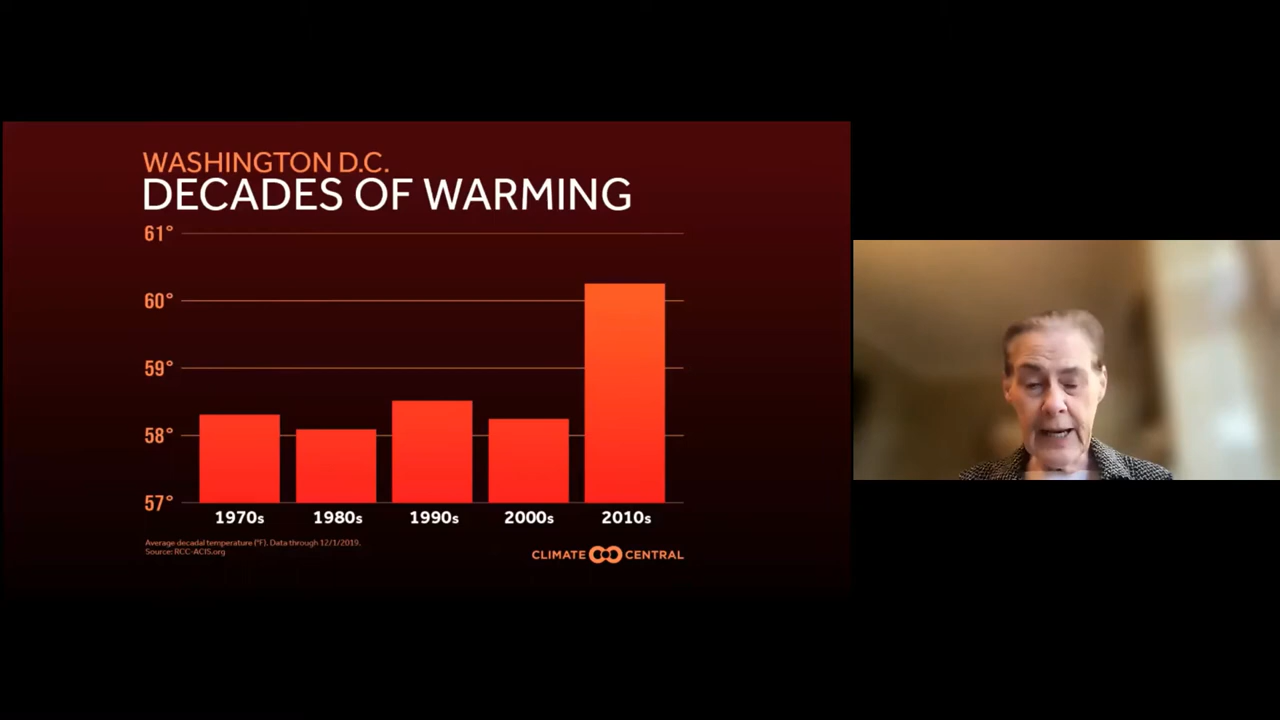 WASHINGTON D.C.
DECADES OF WARMING
61°
60°
59°
58°
57°
1970s 1980s 1990s 2000s 2010s
Average decadal temperature (°F). Data through 12/1/2019.
Source: RCC-ACIS.org
CLIMATE CENTRAL